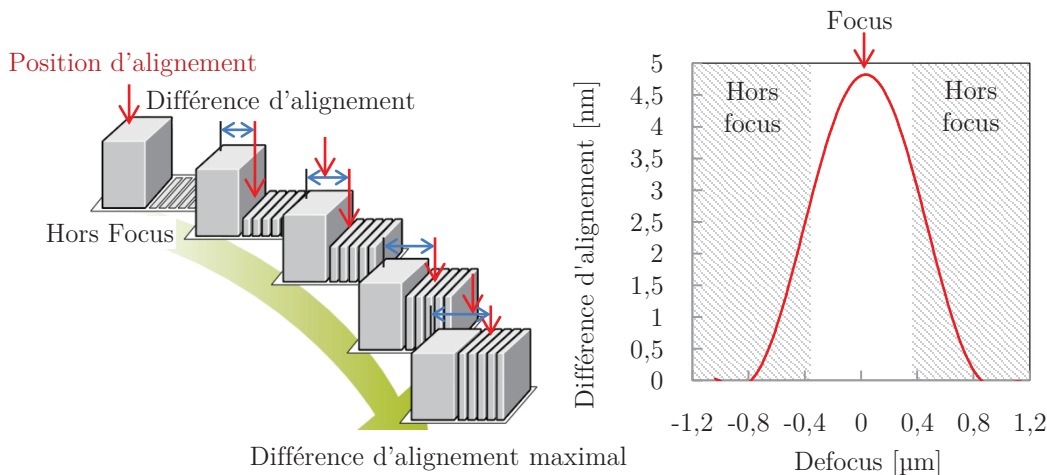 Position d'alignement
Différence d'alignement
Hors Focus
Différence d'alignement maximal
Focus
Hors
focus
Hors
focus
Différence d'alignement [nm]
5
4,5
4
3,5
3
2,5
2
1,5
1
0,5
0
-1,2 -0,8 -0,4 0 0,4 0,8 1,2
Defocus [µm]